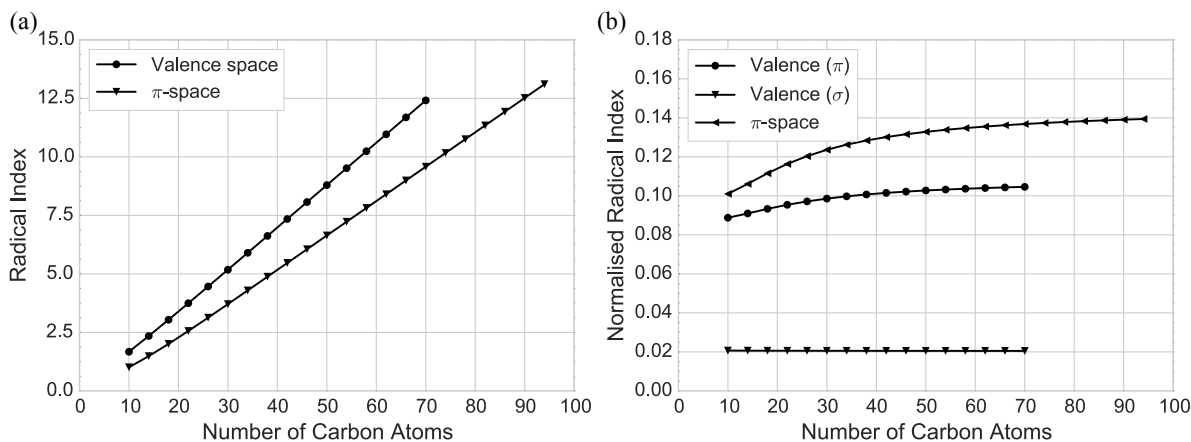 (a)
15.0
12.5
10.0
7.5
5.0
2.5
0.0
Radical Index
Valence space
π-space
0 10 20 30 40 50 60 70 80 90 100
Number of Carbon Atoms
(b)
0.18
0.16
0.14
0.12
0.10
0.08
0.06
0.04
0.02
0.00
Normalised Radical Index
Valence (π)
Valence (σ)
π-space
0 10 20 30 40 50 60 70 80 90 100
Number of Carbon Atoms